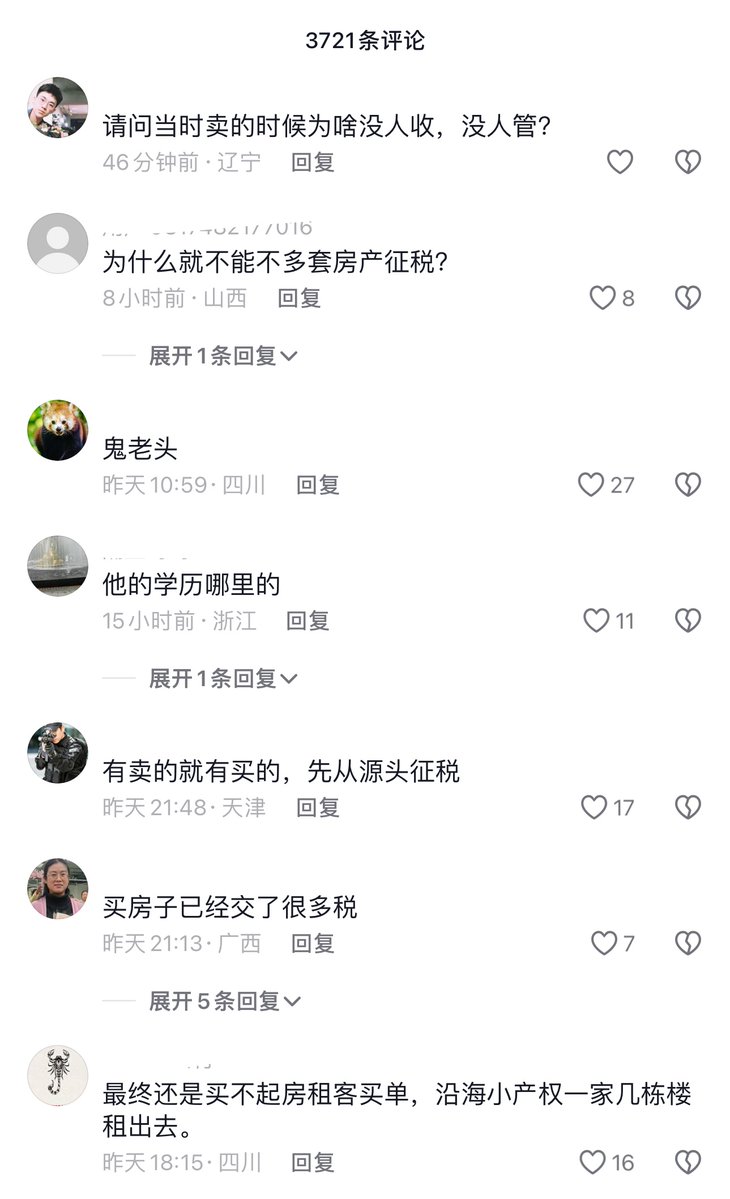 3721条评论
请问当时卖的时候为啥没人收，没人管？
46分钟前·辽宁 回复
为什么就不能不多套房产征税？
8小时前·山西 回复 8
展开1条回复
鬼老头
昨天10:59·四川 回复 27
他的学历哪里的
15小时前·浙江 回复 11
展开1条回复
有卖的就有买的，先从源头征税
昨天21:48·天津 回复 17
买房子已经交了很多税
昨天21:13·广西 回复 7
展开5条回复
最终还是买不起房租客买单，沿海小产权一家几栋楼
租出去。
昨天18:15·四川 回复 16